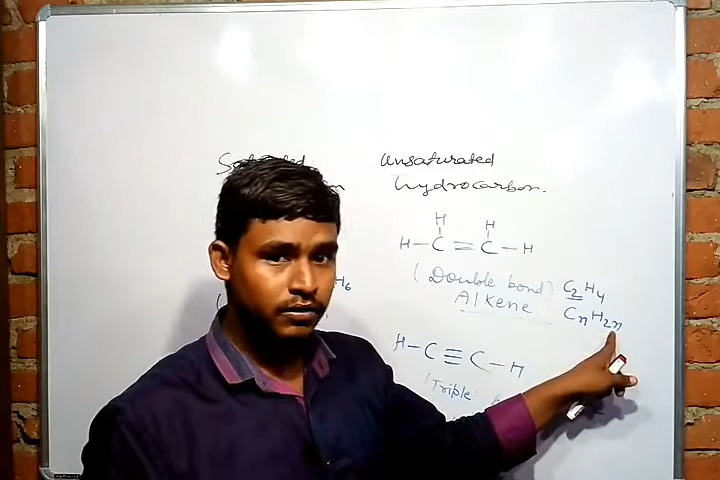 Saturated Unsaturated
hydrocarbon.
H H
H-C=C-H
H6
(Double bond) C2H4
Alkene CnH2n
H-C≡C-H
(Triple